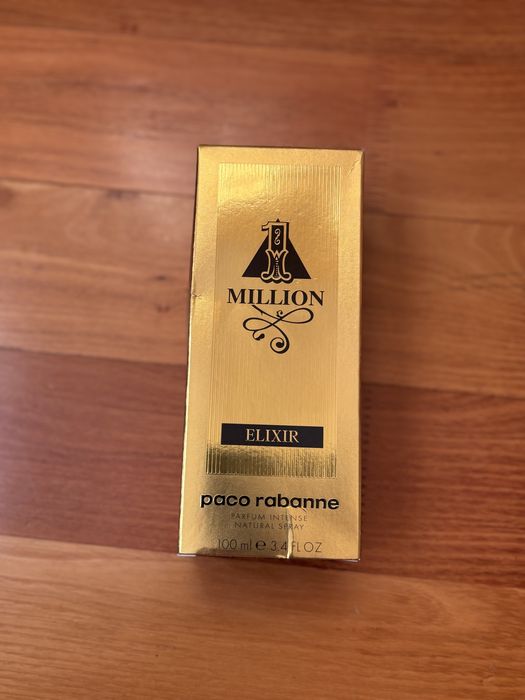 1
MILLION
ELIXIR
paco rabanne
PARFUM INTENSE
NATURAL SPRAY
100 ml e 3.4 FL OZ